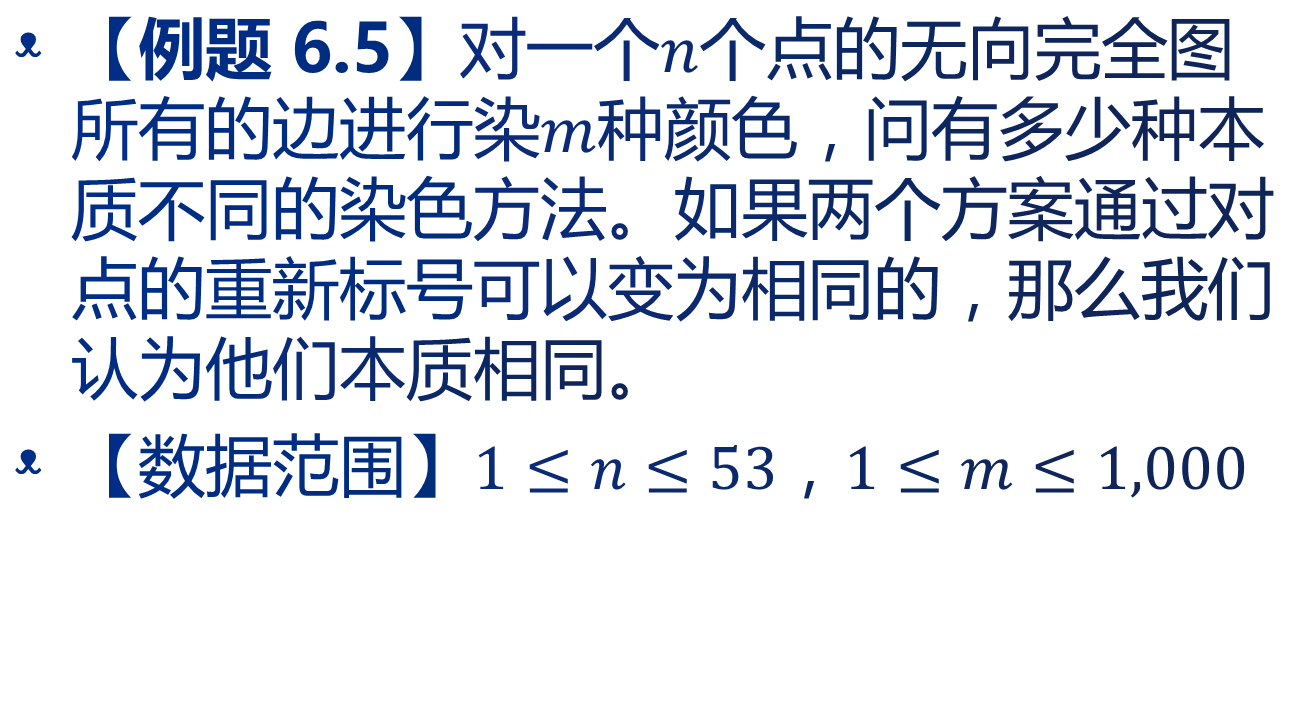 【例题 6.5】对一个n个点的无向完全图
所有的边进行染m种颜色，问有多少种本
质不同的染色方法。如果两个方案通过对
点的重新标号可以变为相同的，那么我们
认为他们本质相同。
【数据范围】1 ≤ n ≤ 53，1 ≤ m ≤ 1,000